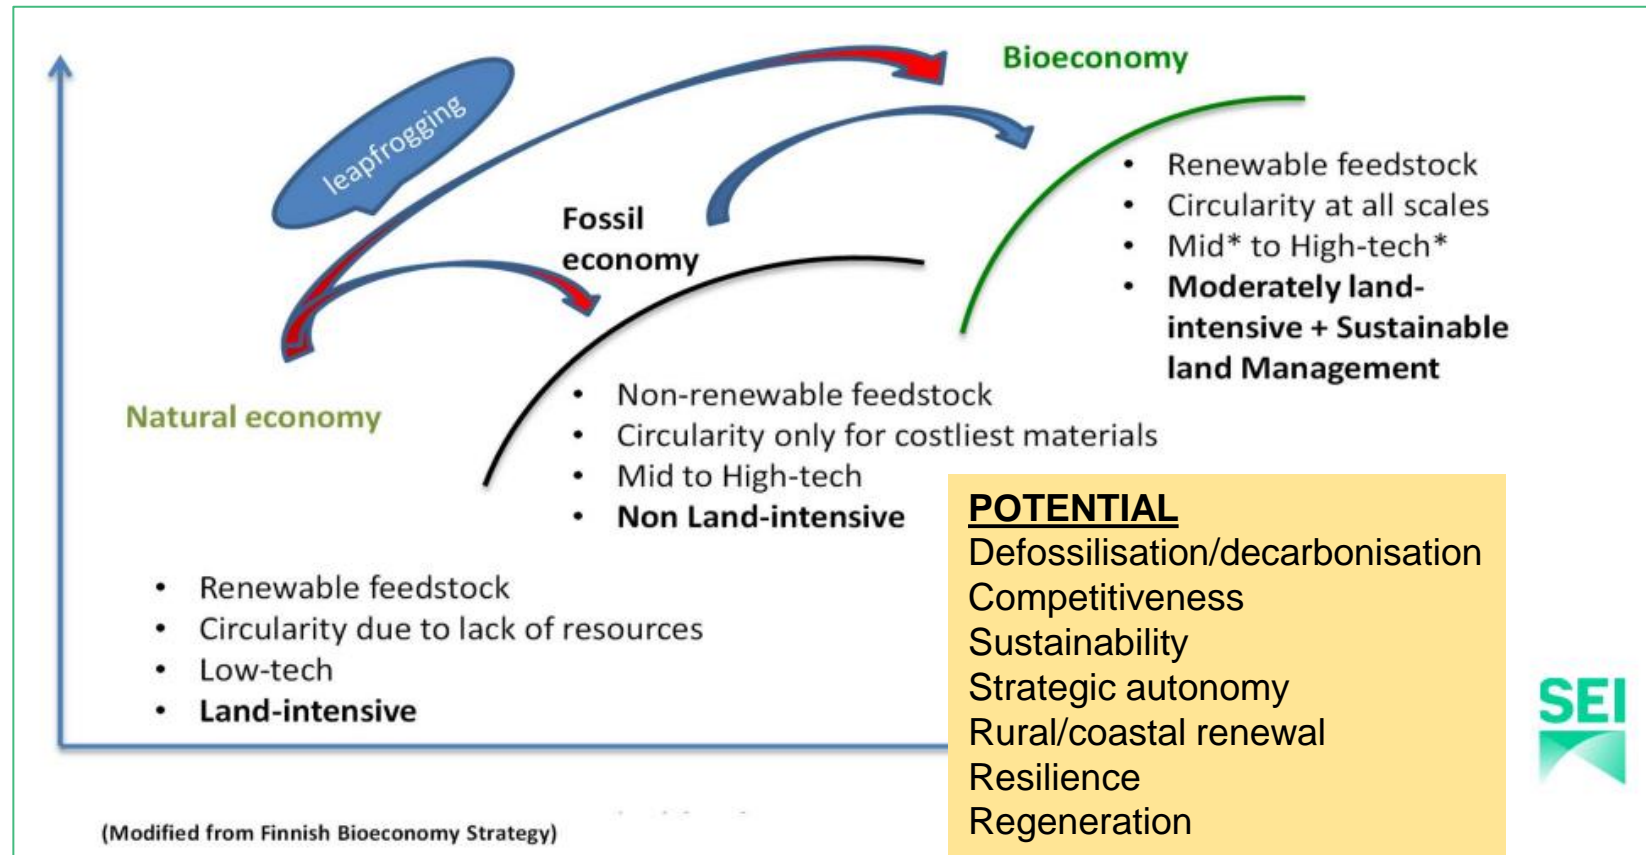 Bioeconomy
leapfrogging
• Renewable feedstock
• Circularity at all scales
• Mid* to High-tech*
• Moderately land-
intensive + Sustainable
land Management
Fossil
economy
• Non-renewable feedstock
• Circularity only for costliest materials
• Mid to High-tech
• Non Land-intensive
Natural economy
• Renewable feedstock
• Circularity due to lack of resources
• Low-tech
• Land-intensive
POTENTIAL
Defossilisation/decarbonisation
Competitiveness
Sustainability
Strategic autonomy
Rural/coastal renewal
Resilience
Regeneration
SEI
(Modified from Finnish Bioeconomy Strategy)